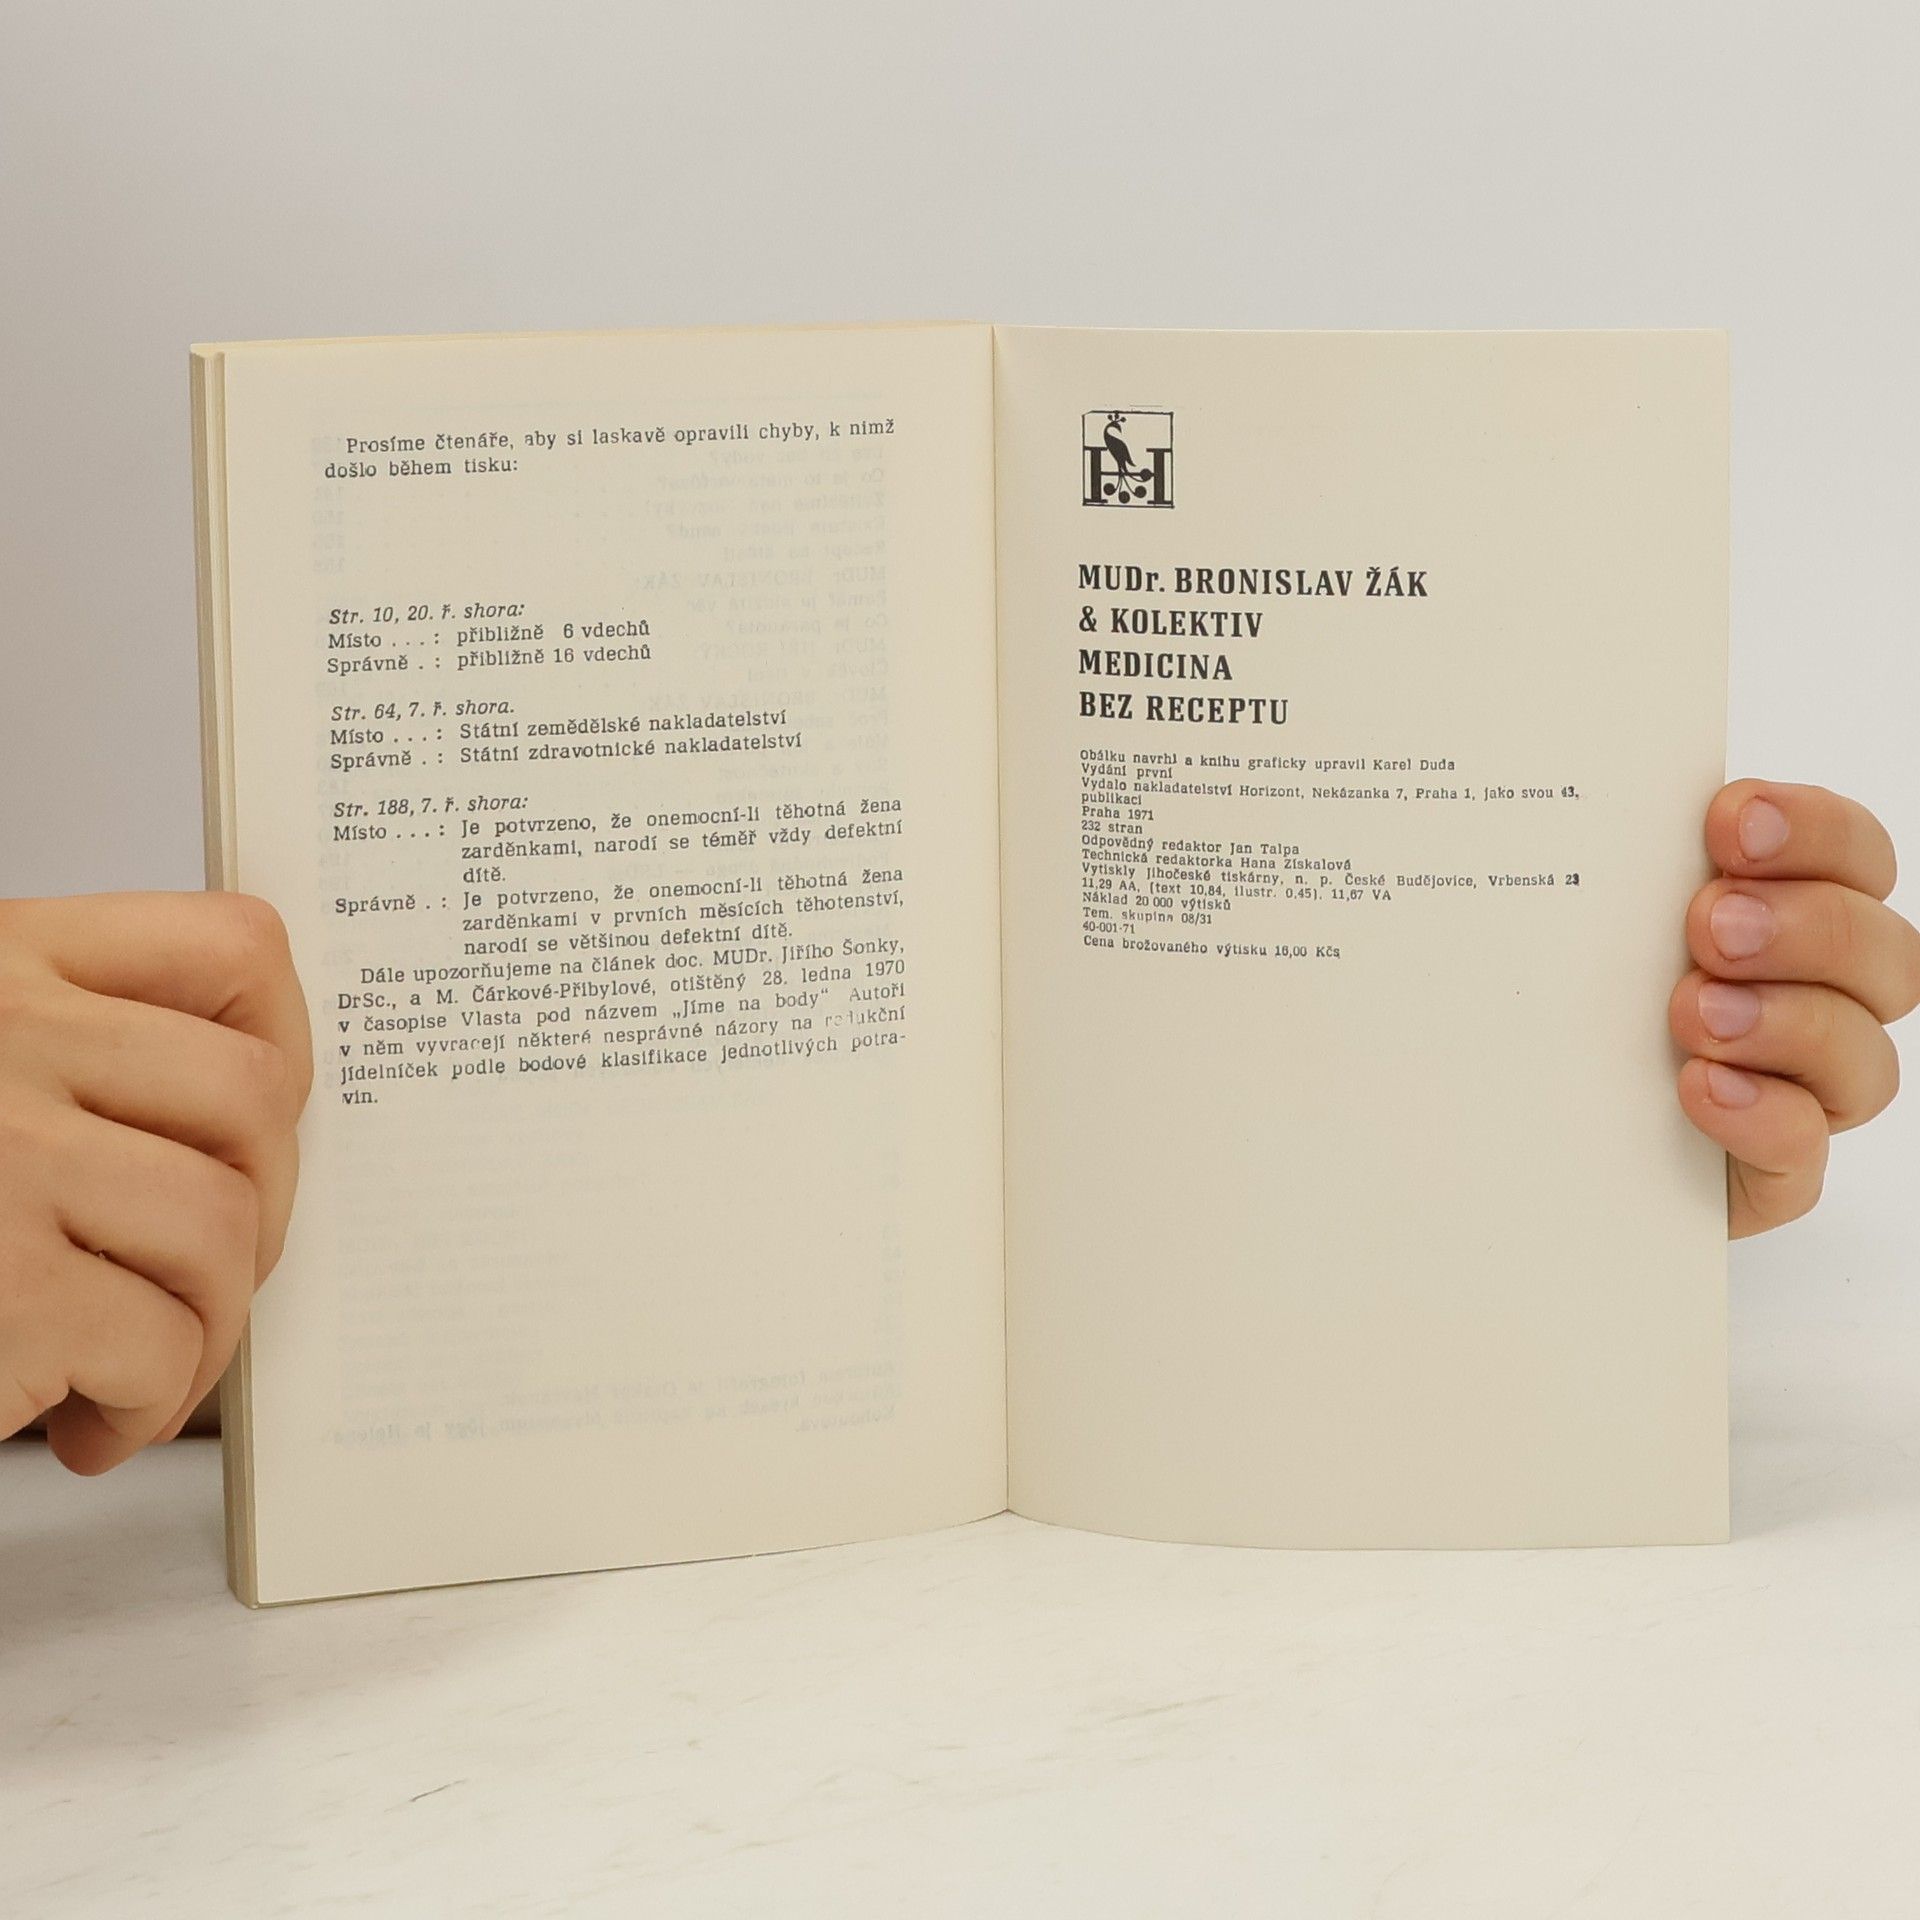 Prosíme čtenáře, aby si laskavě opravili chyby, k nimž
došlo během tisku:
Str. 10, 20. ř. shora:
Místo . . . : přibližně 6 vdechů
Správně . : přibližně 16 vdechů
Str. 64, 7. ř. shora.
Místo . . . : Státní zemědělské nakladatelství
Správně . : Státní zdravotnické nakladatelství
Str. 188, 7. ř. shora:
Místo . . . : Je potvrzeno, že onemocní-li těhotná žena
zarděnkami, narodí se téměř vždy defektní
dítě.
Správně . : Je potvrzeno, že onemocní-li těhotná žena
zarděnkami v prvních měsících těhotenství,
narodí se většinou defektní dítě.
Dále upozorňujeme na článek doc. MUDr. Jiřího Šonky,
DrSc., a M. Čárkové-Přibylové, otištěný 28. ledna 1970
v časopise Vlasta pod názvem „Jíme na body“ Autoři
v něm vyvracejí některé nesprávné názory na redukční
jídelníček podle bodové klasifikace jednotlivých potra-
vin.
H
MUDr. BRONISLAV ŽÁK
& KOLEKTIV
MEDICINA
BEZ RECEPTU
Obálku navrhl a knihu graficky upravil Karel Duda
Vydání první
Vydalo nakladatelství Horizont, Nekázanka 7, Praha 1, jako svou 43.
publikaci
Praha 1971
232 stran
Odpovědný redaktor Jan Talpa
Technická redaktorka Hana Získalová
Vytiskly Jihočeské tiskárny, n. p. České Budějovice, Vrbenská 23
11,29 AA, (text 10,84, ilustr. 0,45). 11,67 VA
Náklad 20 000 výtisků
Tem. skupina 08/31
40-001-71
Cena brožovaného výtisku 16,00 Kčs